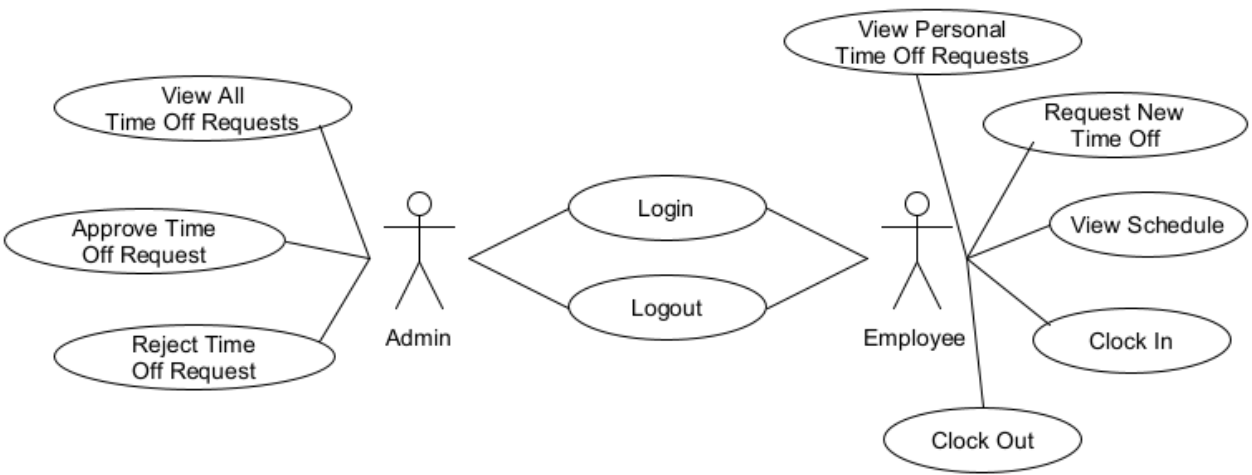 View Personal
Time Off Requests
View All
Time Off Requests
Request New
Time Off
Approve Time
Off Request
Login
View Schedule
Logout
Admin
Employee
Reject Time
Off Request
Clock In
Clock Out